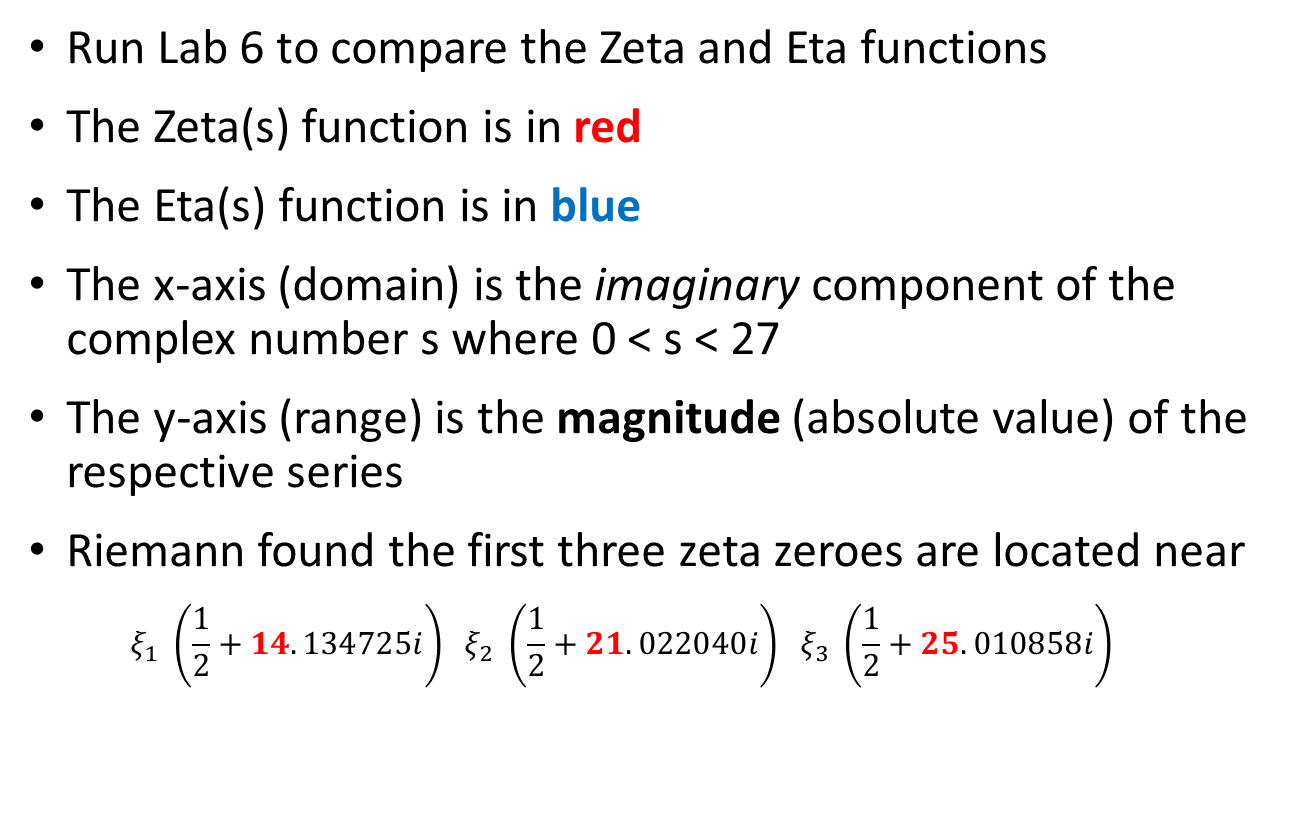 • Run Lab 6 to compare the Zeta and Eta functions
• The Zeta(s) function is in red
• The Eta(s) function is in blue
• The x-axis (domain) is the imaginary component of the
complex number s where 0 < s < 27
• The y-axis (range) is the magnitude (absolute value) of the
respective series
• Riemann found the first three zeta zeroes are located near
ξ₁ (1/2 + 14.134725i) ξ₂ (1/2 + 21.022040i) ξ₃ (1/2 + 25.010858i)